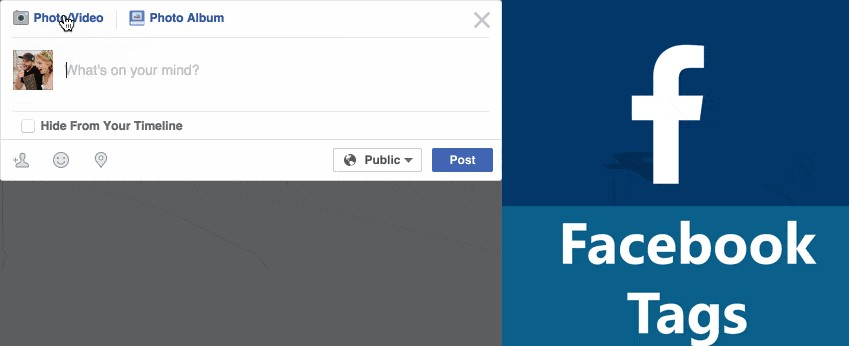 Photo/Video Photo Album
What's on your mind?
Hide From Your Timeline
Public Post
f
Facebook
Tags